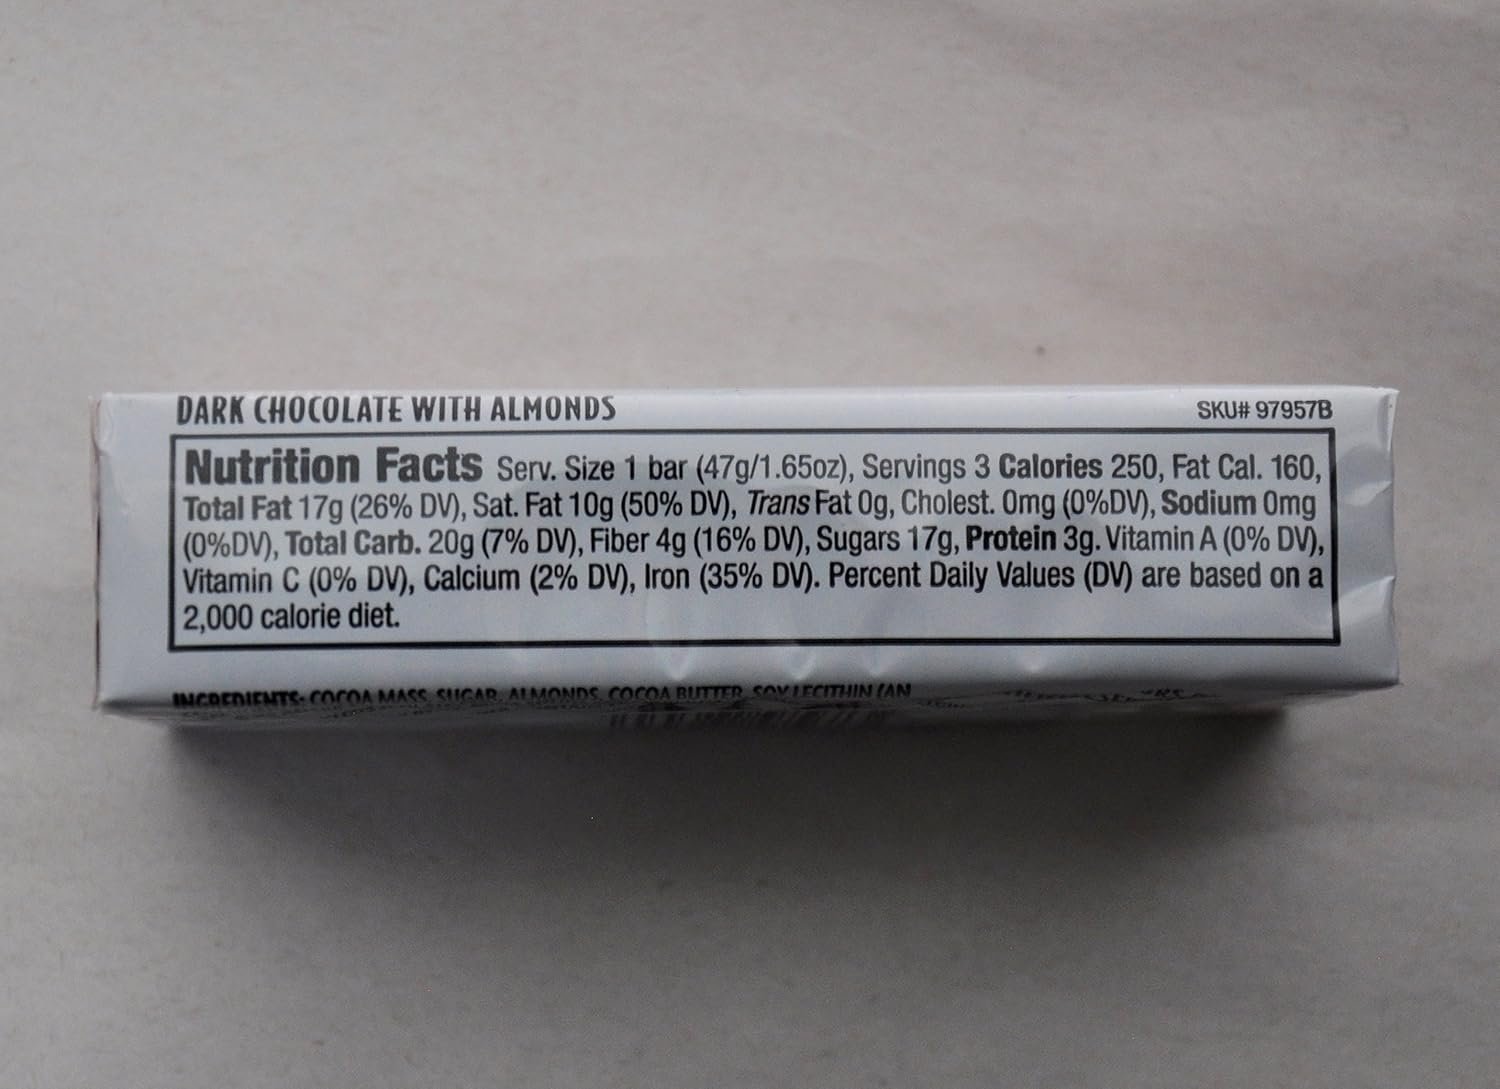 DARK CHOCOLATE WITH ALMONDS SKU# 97957B
Nutrition Facts Serv. Size 1 bar (47g/1.65oz), Servings 3 Calories 250, Fat Cal. 160,
Total Fat 17g (26% DV), Sat. Fat 10g (50% DV), Trans Fat 0g, Cholest. 0mg (0%DV), Sodium 0mg
(0%DV), Total Carb. 20g (7% DV), Fiber 4g (16% DV), Sugars 17g, Protein 3g. Vitamin A (0% DV),
Vitamin C (0% DV), Calcium (2% DV), Iron (35% DV). Percent Daily Values (DV) are based on a
2,000 calorie diet.
INGREDIENTS: COCOA MASS, SUGAR, ALMONDS, COCOA BUTTER, SOY LECITHIN (AN